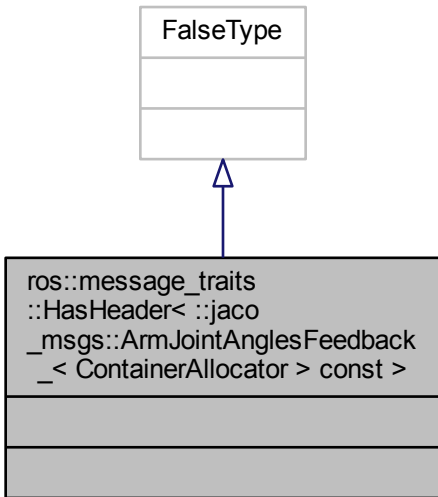 FalseType
ros::message_traits
::HasHeader< ::jaco
_msgs::ArmJointAnglesFeedback
_< ContainerAllocator > const >